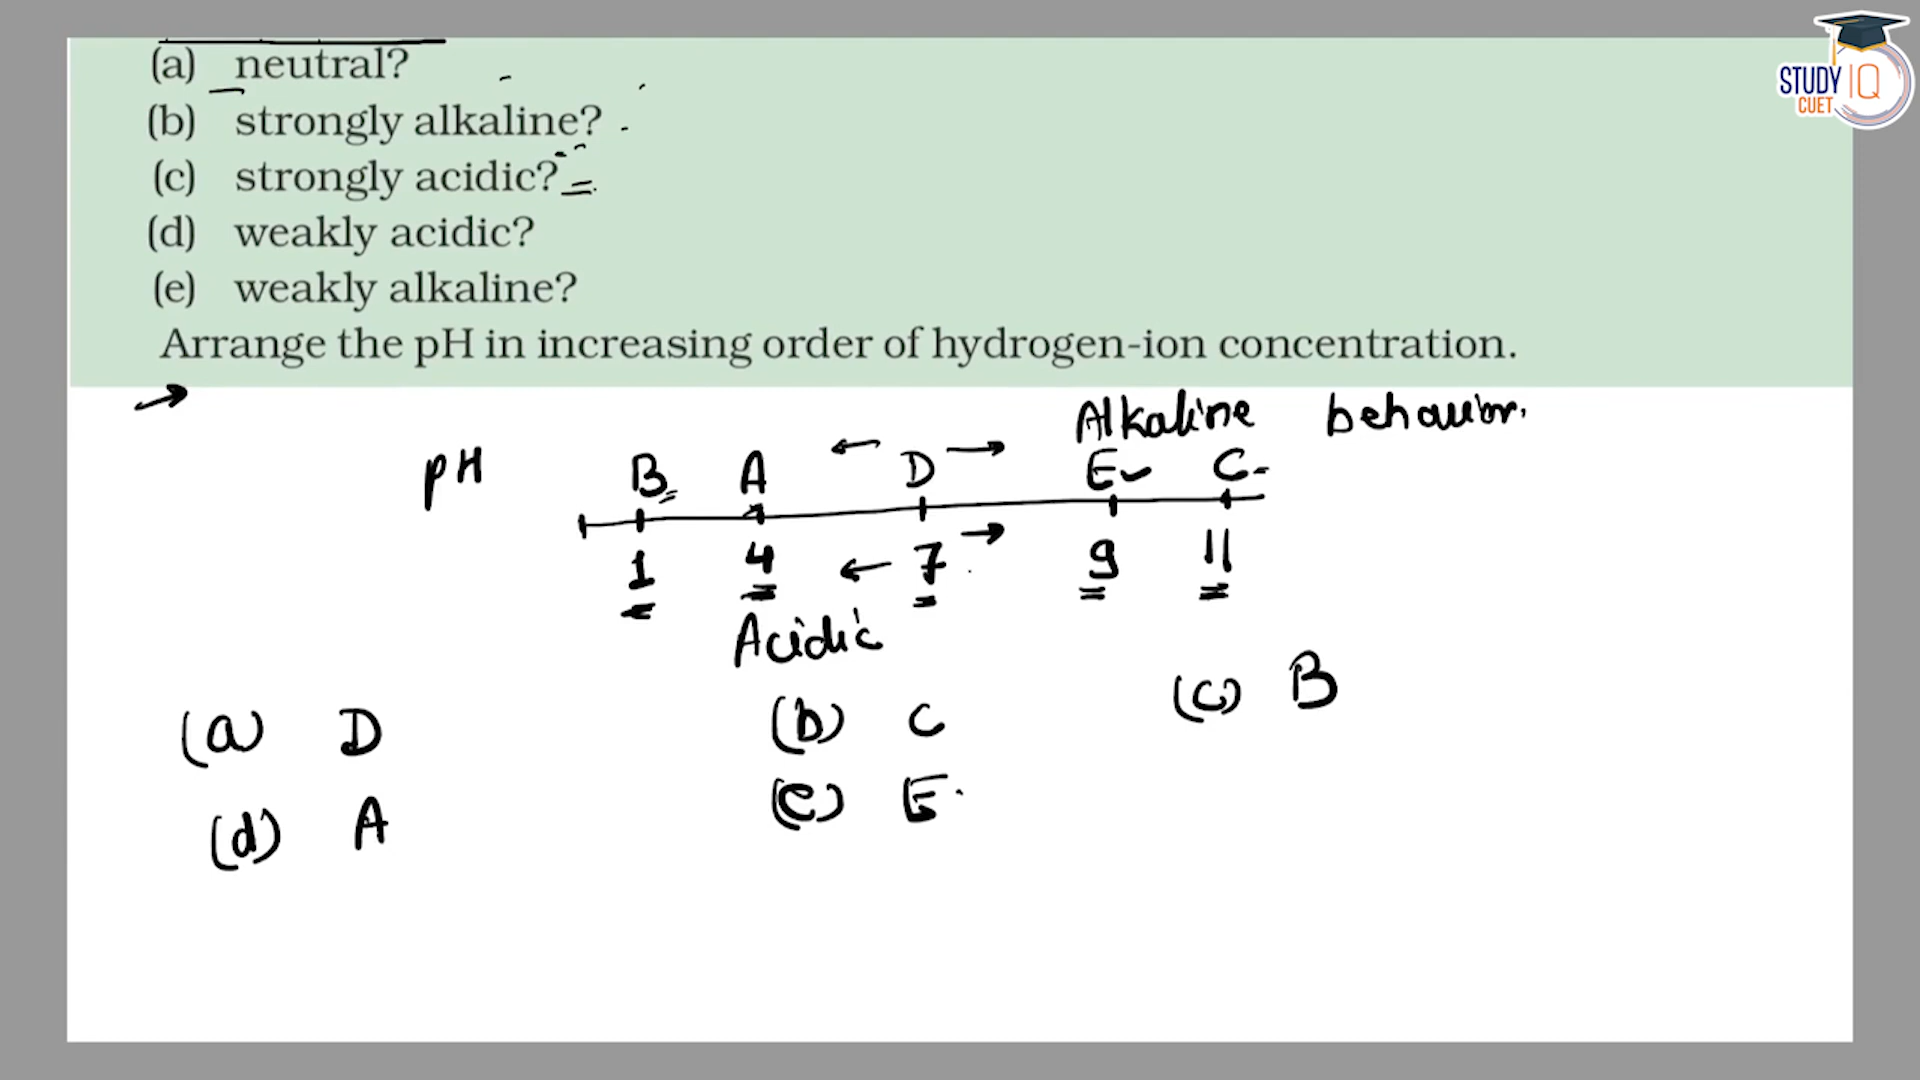 STUDY IQ
CUET
(a) neutral?
(b) strongly alkaline?
(c) strongly acidic?
(d) weakly acidic?
(e) weakly alkaline?
Arrange the pH in increasing order of hydrogen-ion concentration.
Alkaline behaviour.
pH B A D E C
1 4 7 9 11
Acidic
(a) D (b) C (c) B
(d) A (e) E